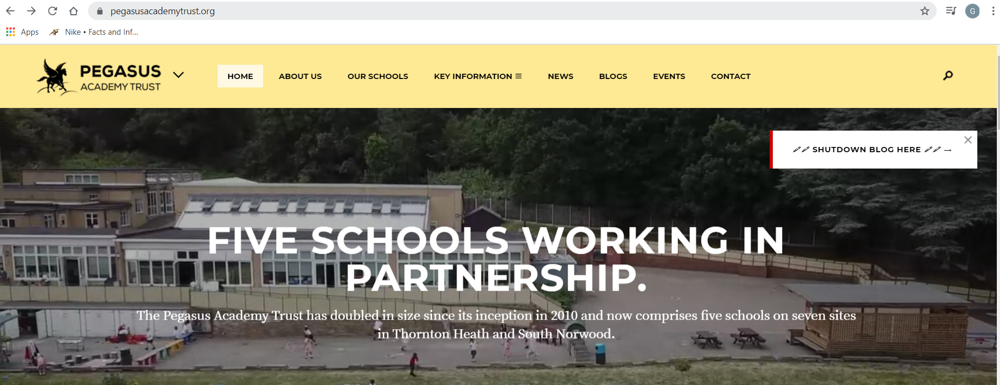 pegasusacademytrust.org
G
Apps
Nike • Facts and Inf...
PEGASUS
ACADEMY TRUST
HOME
ABOUT US
OUR SCHOOLS
KEY INFORMATION
NEWS
BLOGS
EVENTS
CONTACT
SHUTDOWN BLOG HERE →
FIVE SCHOOLS WORKING IN
PARTNERSHIP.
The Pegasus Academy Trust has doubled in size since its inception in 2010 and now comprises five schools on seven sites
in Thornton Heath and South Norwood.